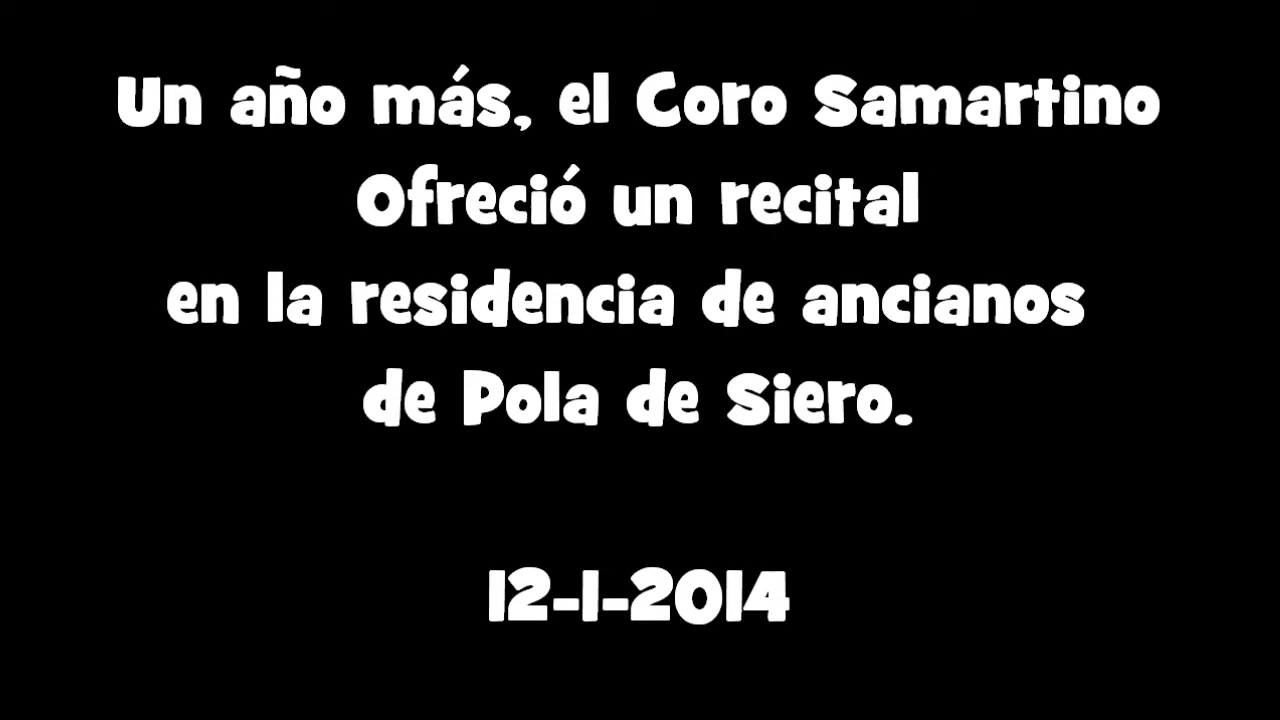 Un año más, el Coro Samartino
Ofreció un recital
en la residencia de ancianos
de Pola de Siero.
12-1-2014